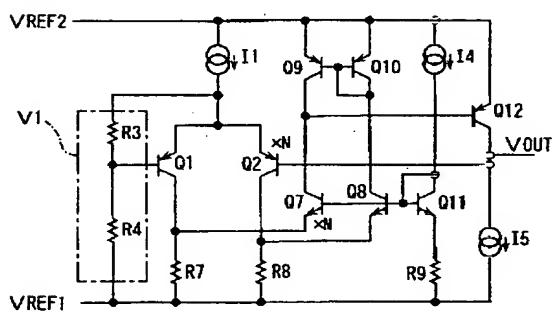 VREF2
I1
Q9
Q10
I4
Q12
V1
R3
×N
Q1
Q2
VOUT
Q7
Q8
Q11
×N
R4
R7
R8
R9
I5
VREF1